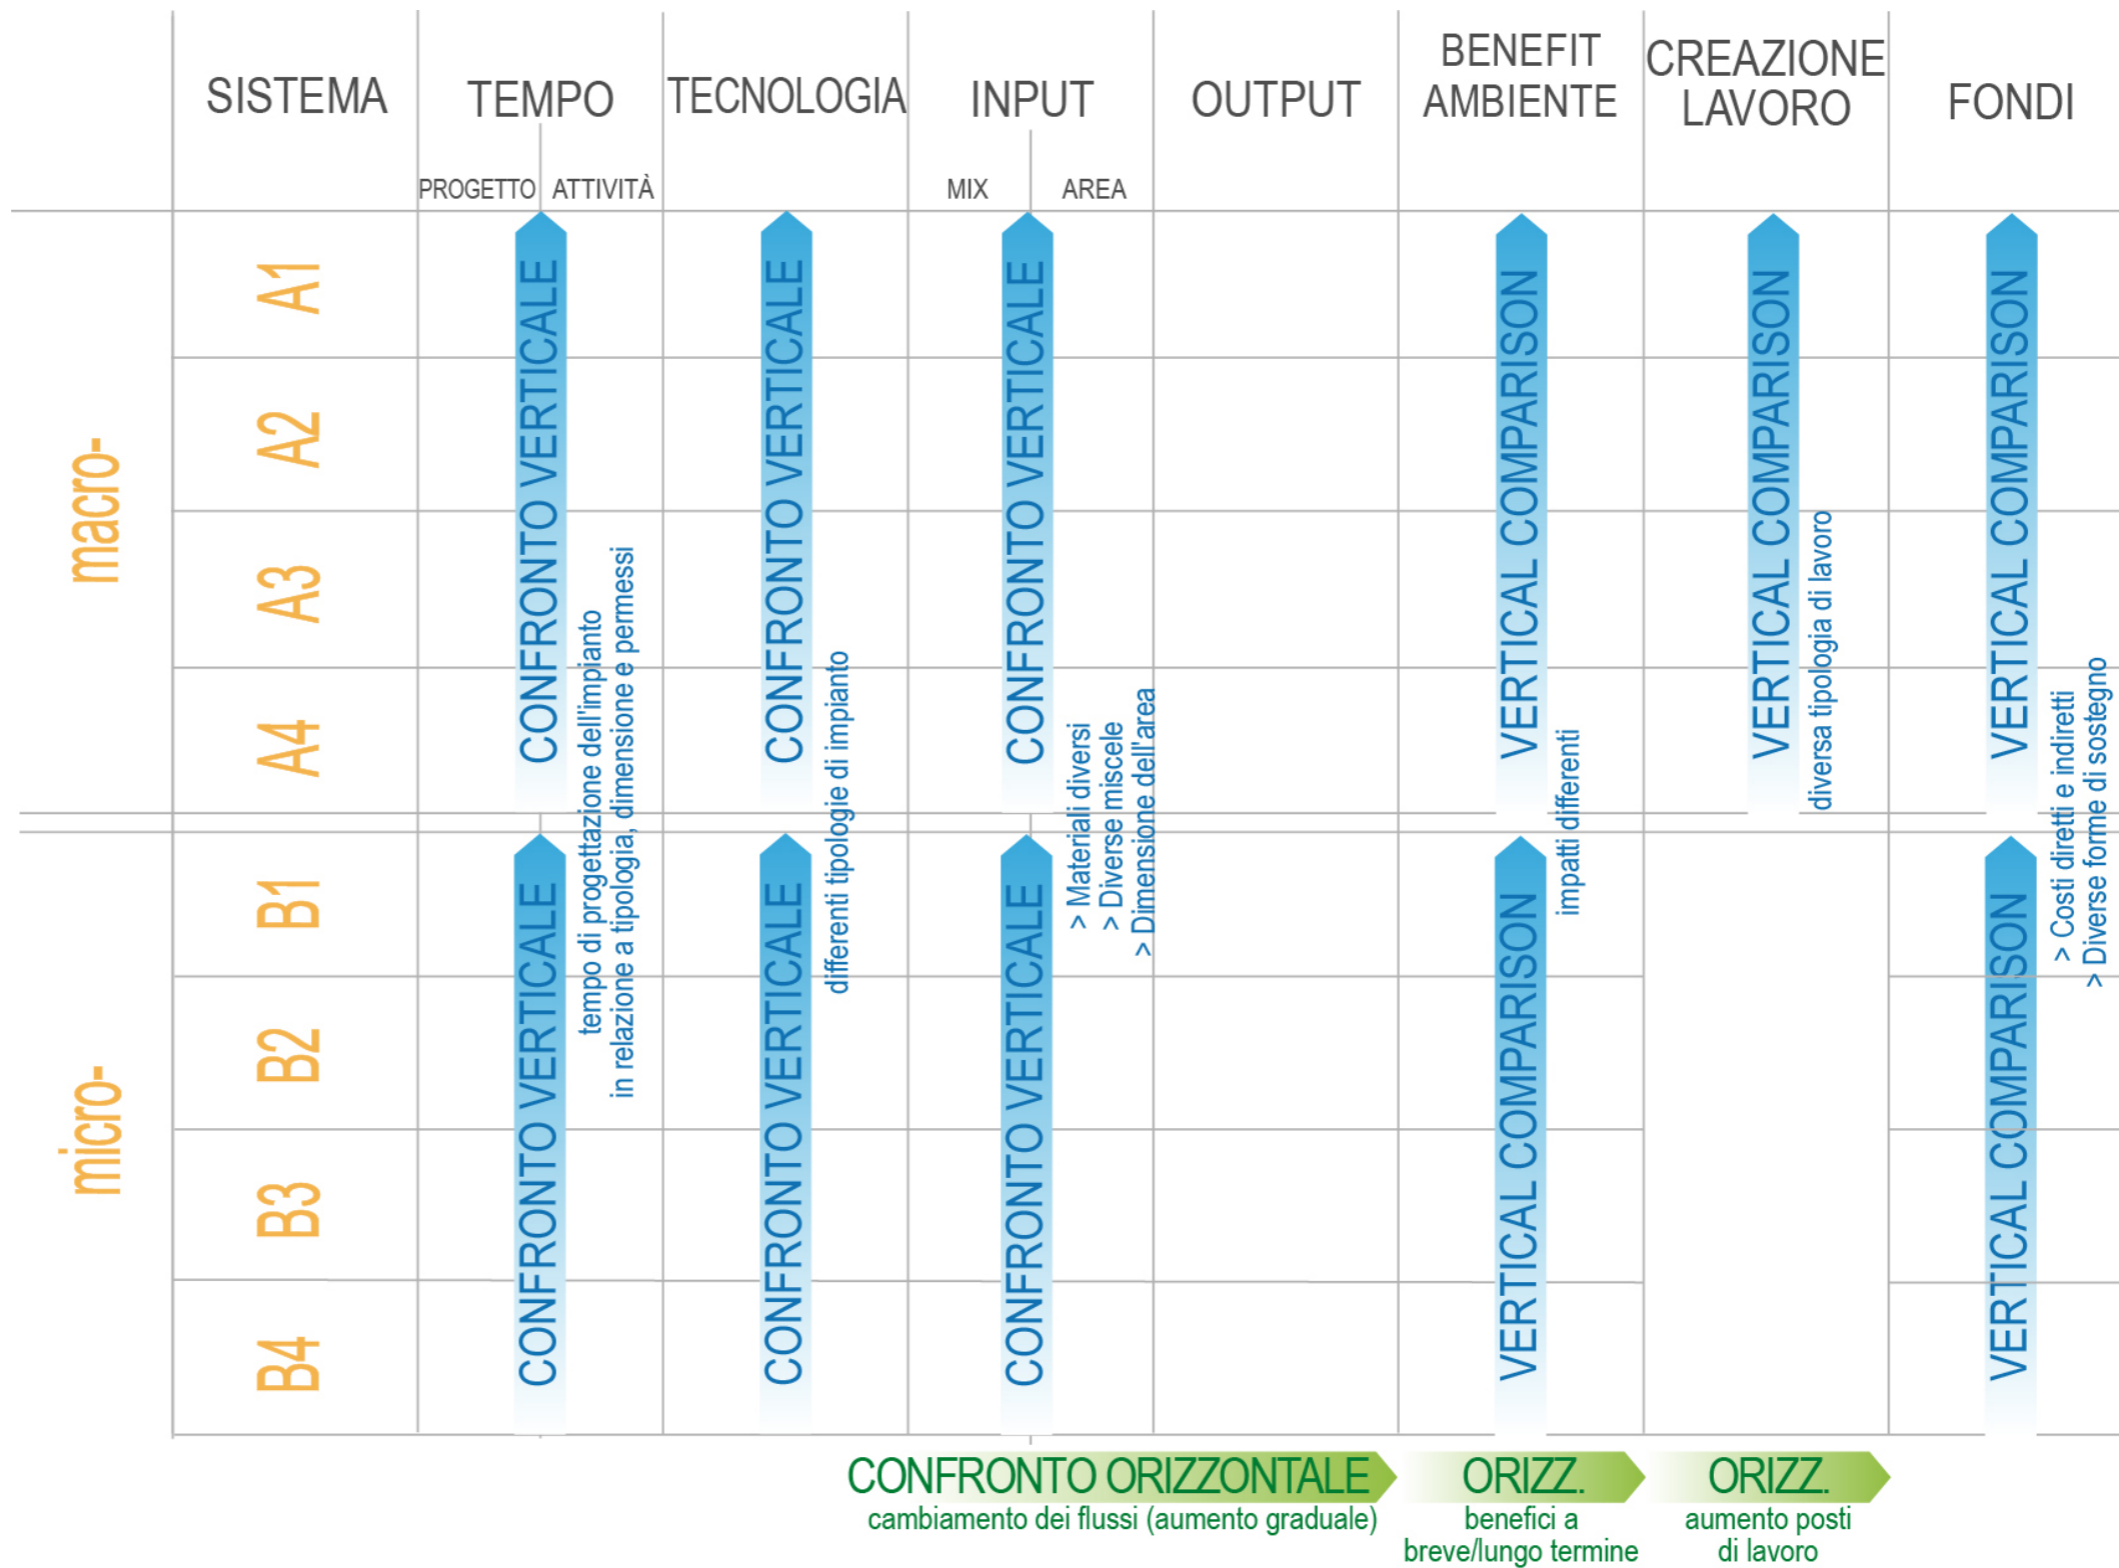 SISTEMA
TEMPO
TECNOLOGIA
INPUT
OUTPUT
BENEFIT
AMBIENTE
CREAZIONE
LAVORO
FONDI
PROGETTO
ATTIVITÀ
MIX
AREA
macro-
A1
A2
A3
A4
CONFRONTO VERTICALE
CONFRONTO VERTICALE
CONFRONTO VERTICALE
VERTICAL COMPARISON
VERTICAL COMPARISON
VERTICAL COMPARISON
tempo di progettazione dell'impianto
in relazione a tipologia, dimensione e permessi
differenti tipologie di impianto
> Materiali diversi
> Diverse miscele
> Dimensione dell'area
impatti differenti
diversa tipologia di lavoro
> Costi diretti e indiretti
> Diverse forme di sostegno
micro-
B1
B2
B3
B4
CONFRONTO VERTICALE
CONFRONTO VERTICALE
CONFRONTO VERTICALE
VERTICAL COMPARISON
VERTICAL COMPARISON
CONFRONTO ORIZZONTALE
cambiamento dei flussi (aumento graduale)
ORIZZ.
benefici a
breve/lungo termine
ORIZZ.
aumento posti
di lavoro